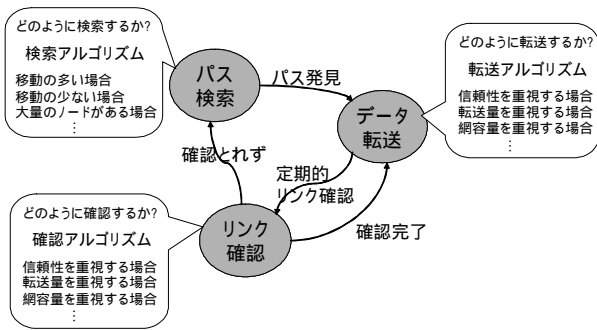 どのように検索するか?
検索アルゴリズム
移動の多い場合
移動の少ない場合
大量のノードがある場合
⋮
パス
検索
パス発見
どのように転送するか?
転送アルゴリズム
信頼性を重視する場合
転送量を重視する場合
網容量を重視する場合
⋮
データ
転送
確認とれず
定期的
リンク確認
どのように確認するか?
確認アルゴリズム
信頼性を重視する場合
転送量を重視する場合
網容量を重視する場合
⋮
リンク
確認
確認完了